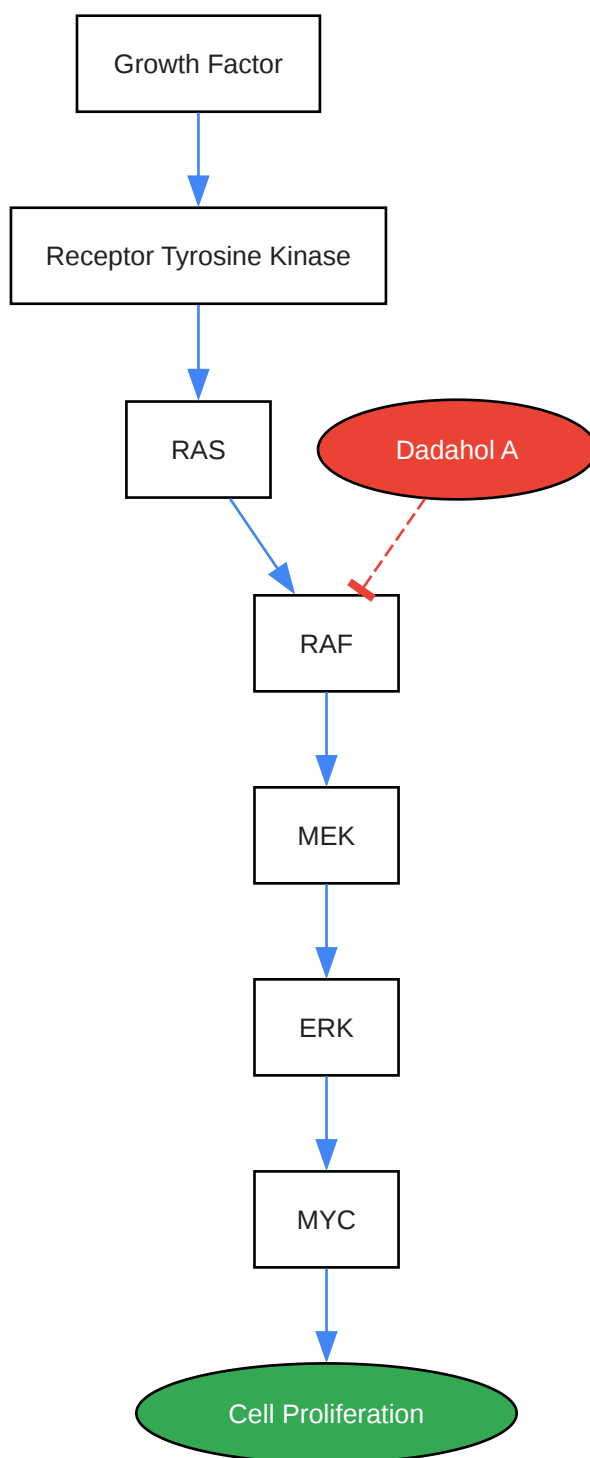 Growth Factor
Receptor Tyrosine Kinase
RAS
Dadahol A
RAF
MEK
ERK
MYC
Cell Proliferation